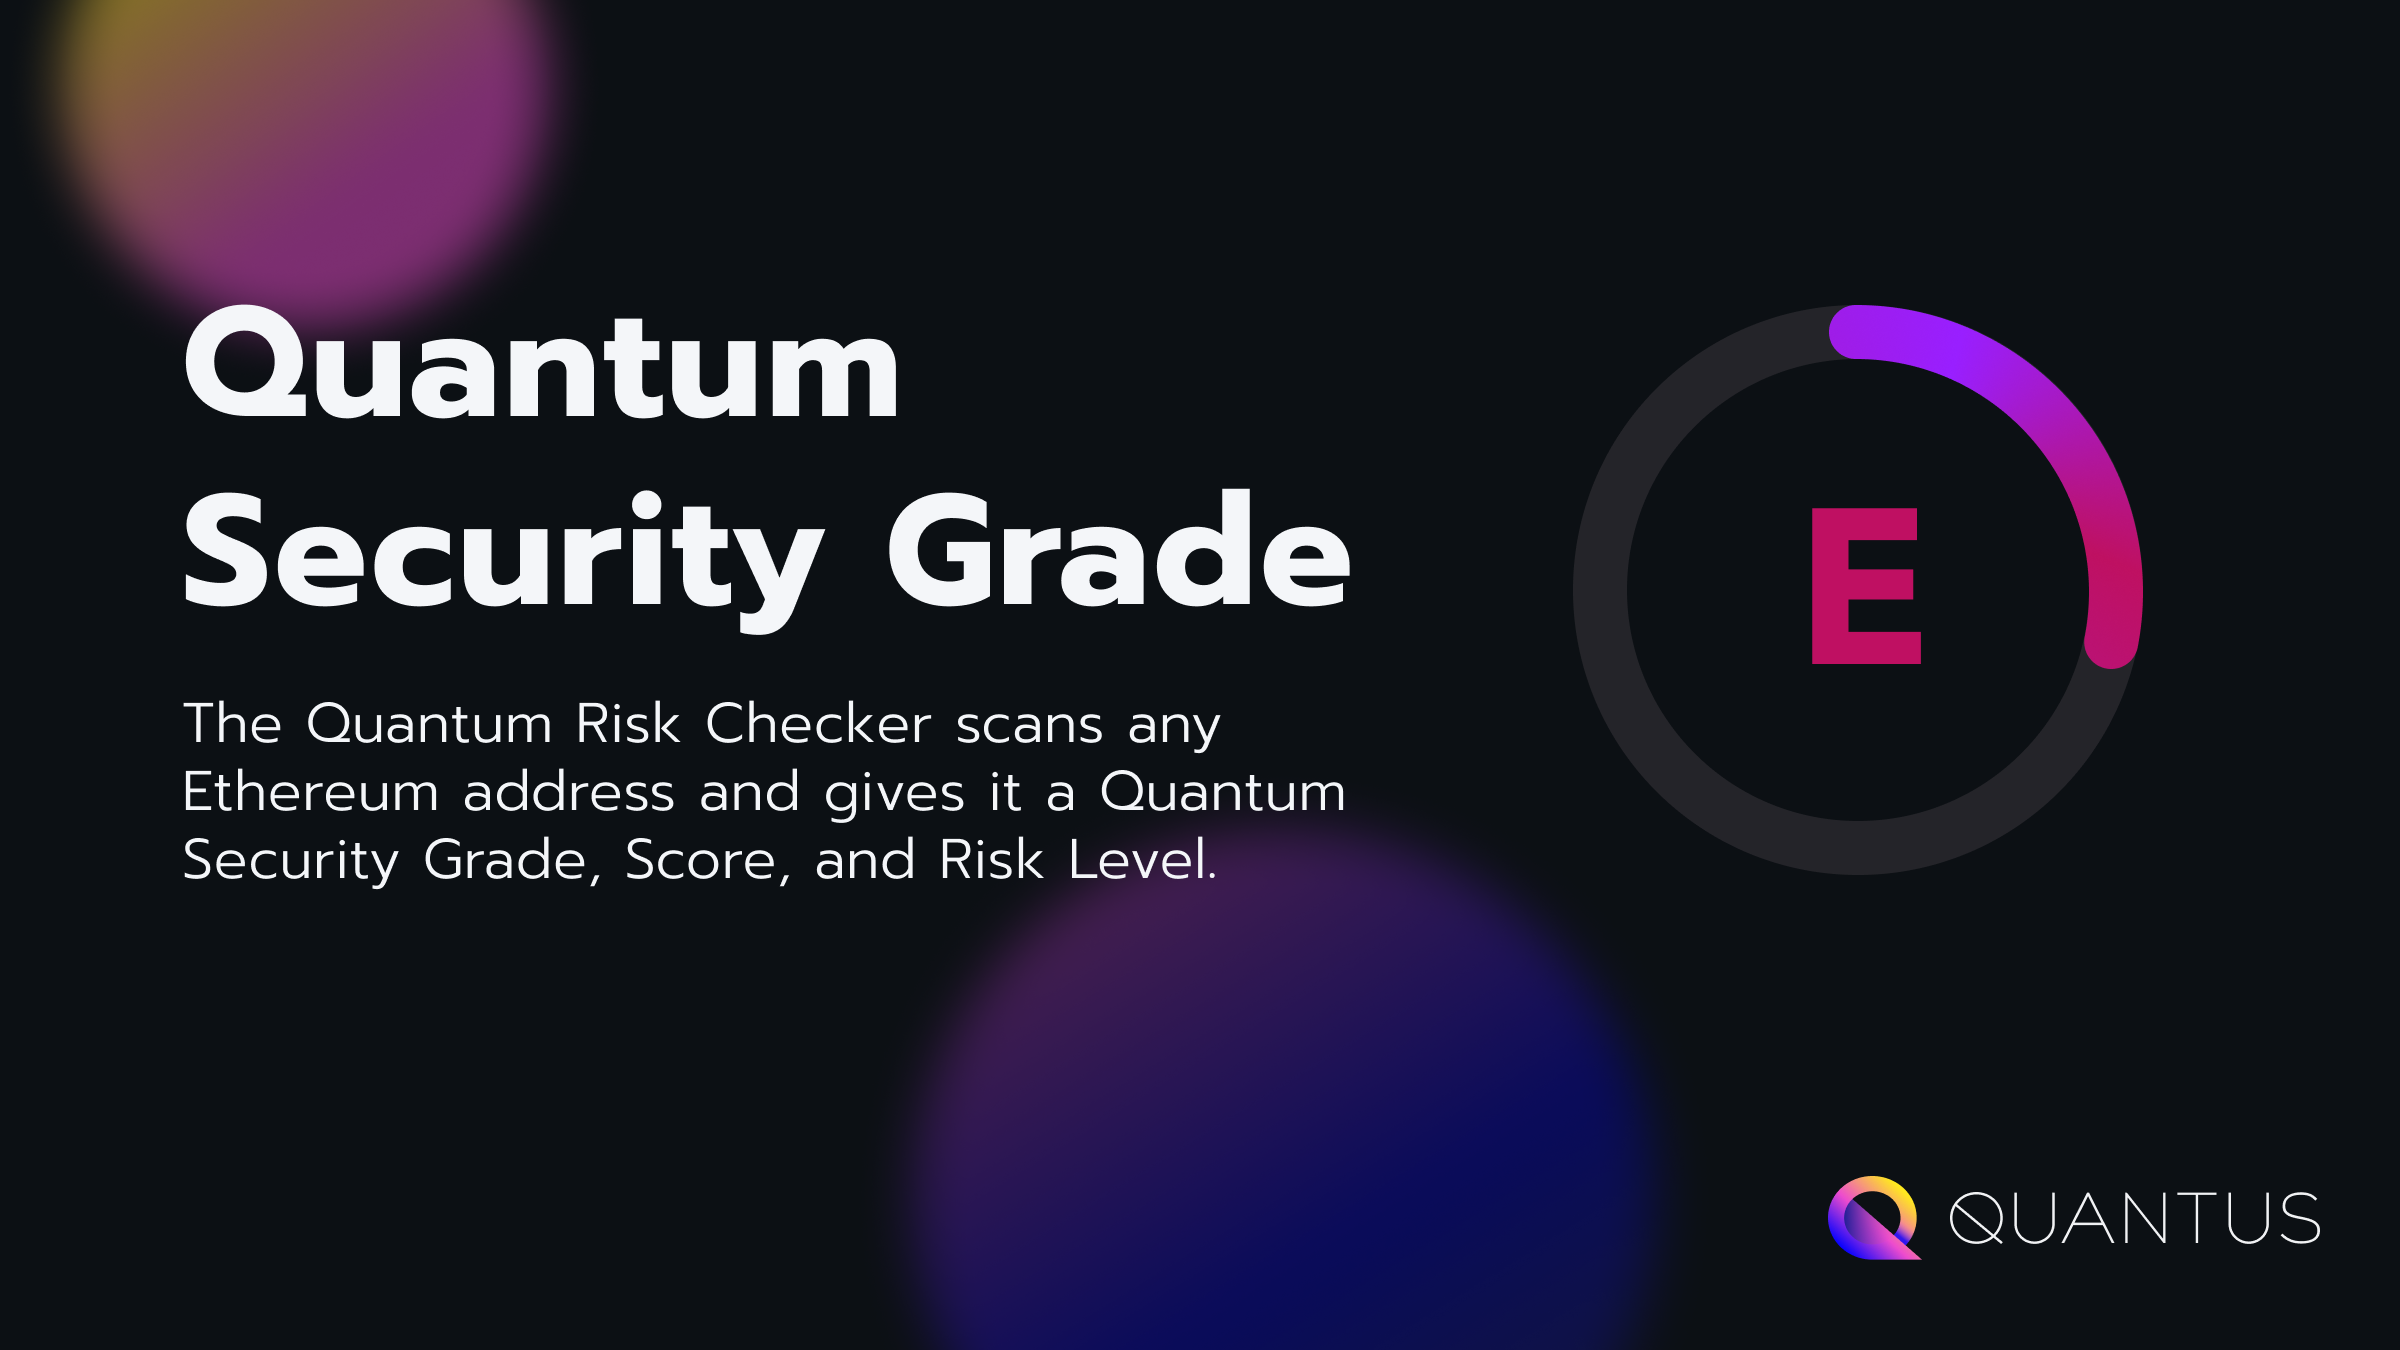 Quantum
Security Grade
The Quantum Risk Checker scans any
Ethereum address and gives it a Quantum
Security Grade, Score, and Risk Level.
E
QUANTUS